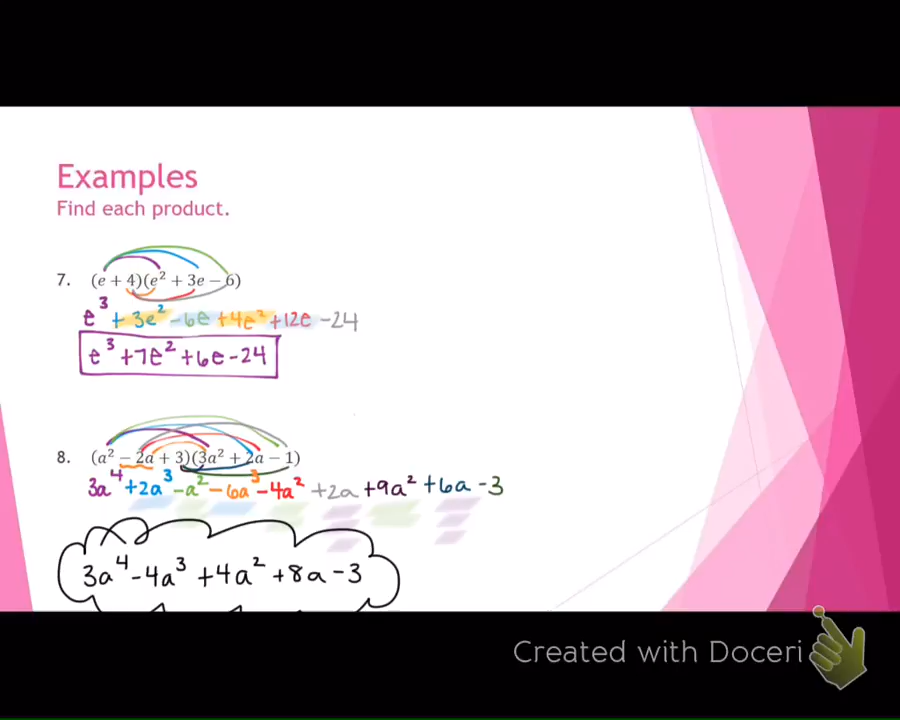 Examples
Find each product.
7. (e + 4)(e² + 3e − 6)
e³ + 3e² − 6e + 4e² + 12e − 24
e³ + 7e² + 6e − 24
8. (a² − 2a + 3)(3a² + 2a − 1)
3a⁴ + 2a³ − a² − 6a³ − 4a² + 2a + 9a² + 6a − 3
3a⁴ − 4a³ + 4a² + 8a − 3
Created with Doceri